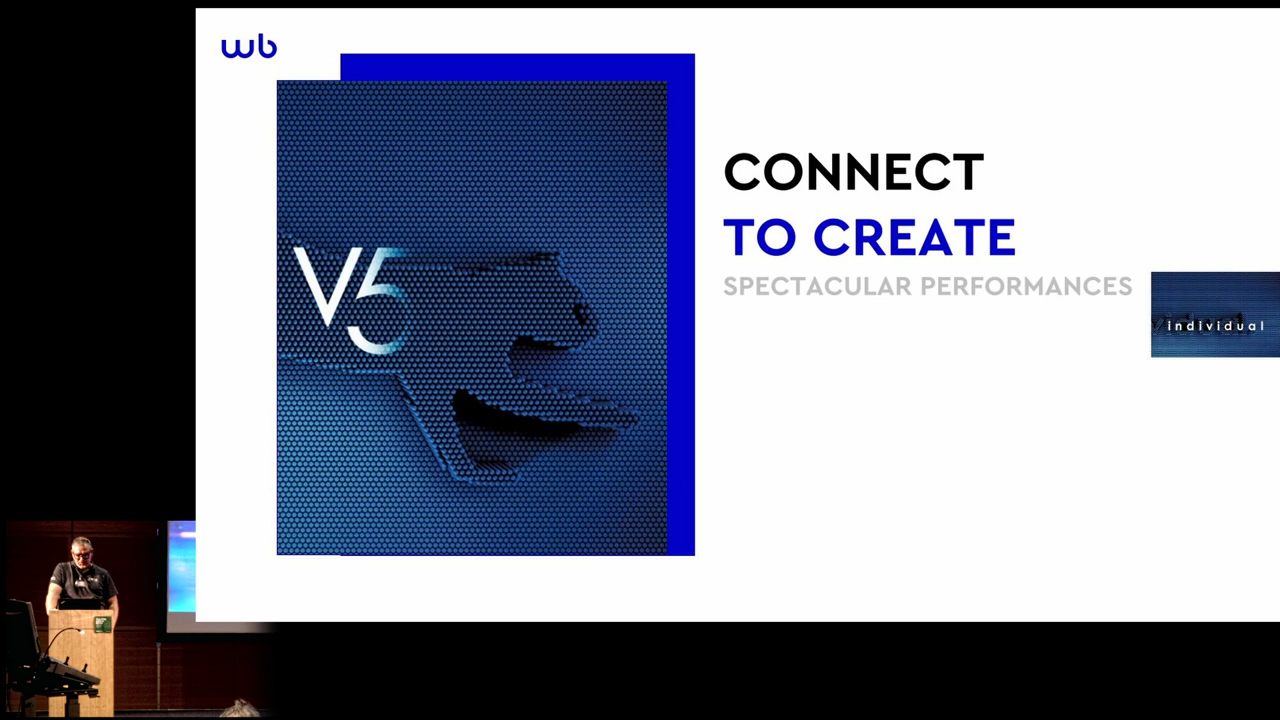 wb
V5
CONNECT
TO CREATE
SPECTACULAR PERFORMANCES
individual